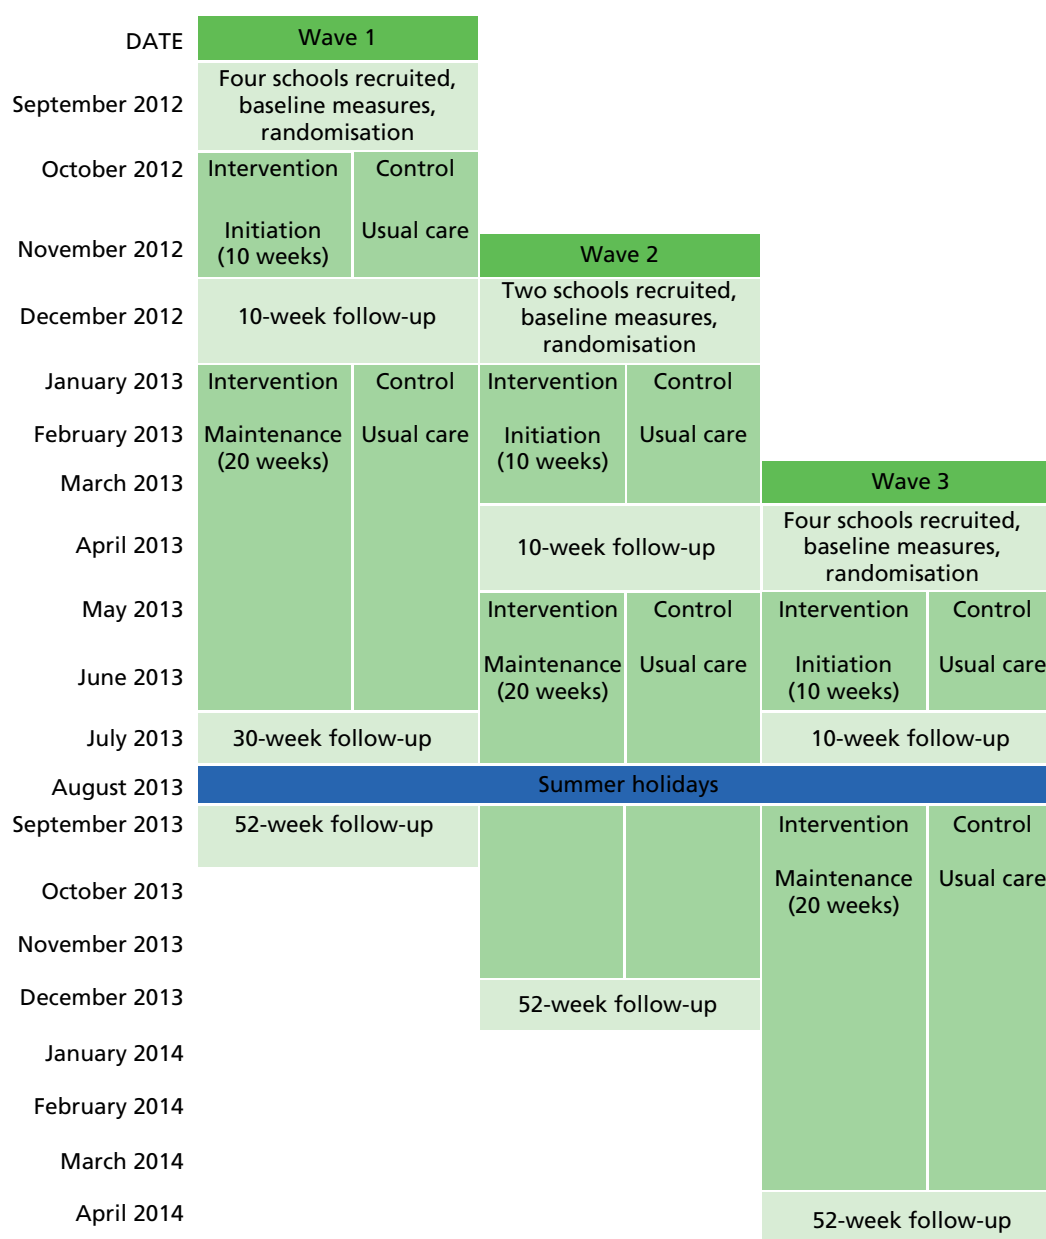 DATE
Wave 1
September 2012
Four schools recruited,
baseline measures,
randomisation
October 2012
Intervention
Control
November 2012
Initiation
(10 weeks)
Usual care
Wave 2
December 2012
10-week follow-up
Two schools recruited,
baseline measures,
randomisation
January 2013
Intervention
Control
Intervention
Control
February 2013
Maintenance
(20 weeks)
Usual care
Initiation
(10 weeks)
Usual care
March 2013
Wave 3
April 2013
10-week follow-up
Four schools recruited,
baseline measures,
randomisation
May 2013
Intervention
Control
Intervention
Control
June 2013
Maintenance
(20 weeks)
Usual care
Initiation
(10 weeks)
Usual care
July 2013
30-week follow-up
10-week follow-up
August 2013
Summer holidays
September 2013
52-week follow-up
Intervention
Control
October 2013
Maintenance
(20 weeks)
Usual care
November 2013
December 2013
52-week follow-up
January 2014
February 2014
March 2014
April 2014
52-week follow-up